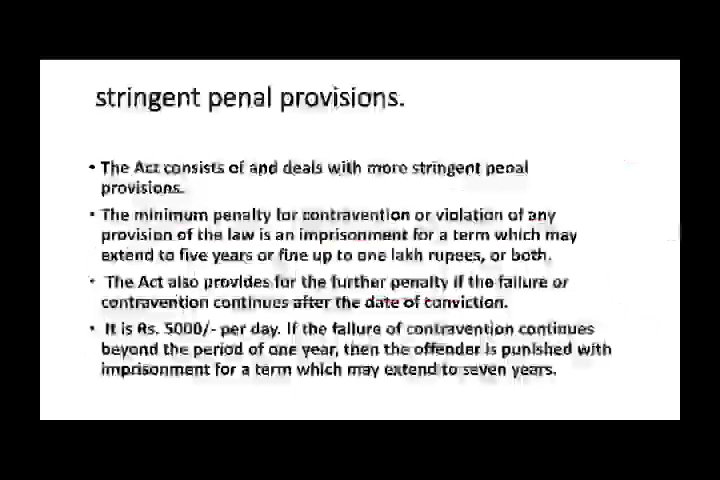 stringent penal provisions.
• The Act consists of and deals with more stringent penal
provisions.
• The minimum penalty for contravention or violation of any
provision of the law is an imprisonment for a term which may
extend to five years or fine up to one lakh rupees, or both.
• The Act also provides for the further penalty if the failure or
contravention continues after the date of conviction.
• It is Rs. 5000/- per day. If the failure of contravention continues
beyond the period of one year, then the offender is punished with
imprisonment for a term which may extend to seven years.